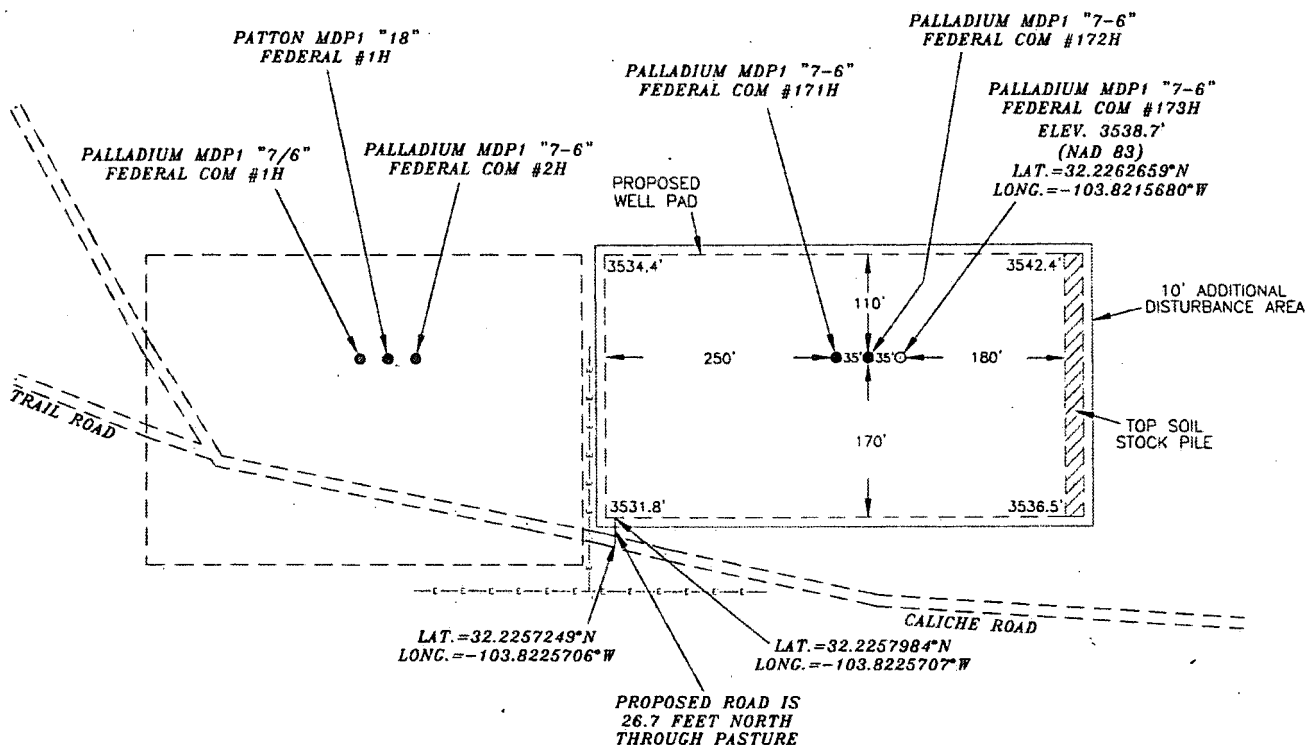 PATTON MDP1 "18"
FEDERAL #1H
PALLADIUM MDP1 "7-6"
FEDERAL COM #172H
PALLADIUM MDP1 "7-6"
FEDERAL COM #171H
PALLADIUM MDP1 "7-6"
FEDERAL COM #173H
ELEV. 3538.7'
(NAD 83)
LAT.=32.2262659°N
LONG.=-103.8215680°W
PALLADIUM MDP1 "7/6"
FEDERAL COM #1H
PALLADIUM MDP1 "7-6"
FEDERAL COM #2H
PROPOSED
WELL PAD
3534.4'
3542.4'
10' ADDITIONAL
DISTURBANCE AREA
110'
250'
35'
35'
180'
TRAIL ROAD
170'
TOP SOIL
STOCK PILE
3531.8'
3536.5'
E E E E E
E E E E E E E E E E E E
CALICHE ROAD
LAT.=32.2257249°N
LONG.=-103.8225706°W
LAT.=32.2257984°N
LONG.=-103.8225707°W
PROPOSED ROAD IS
26.7 FEET NORTH
THROUGH PASTURE